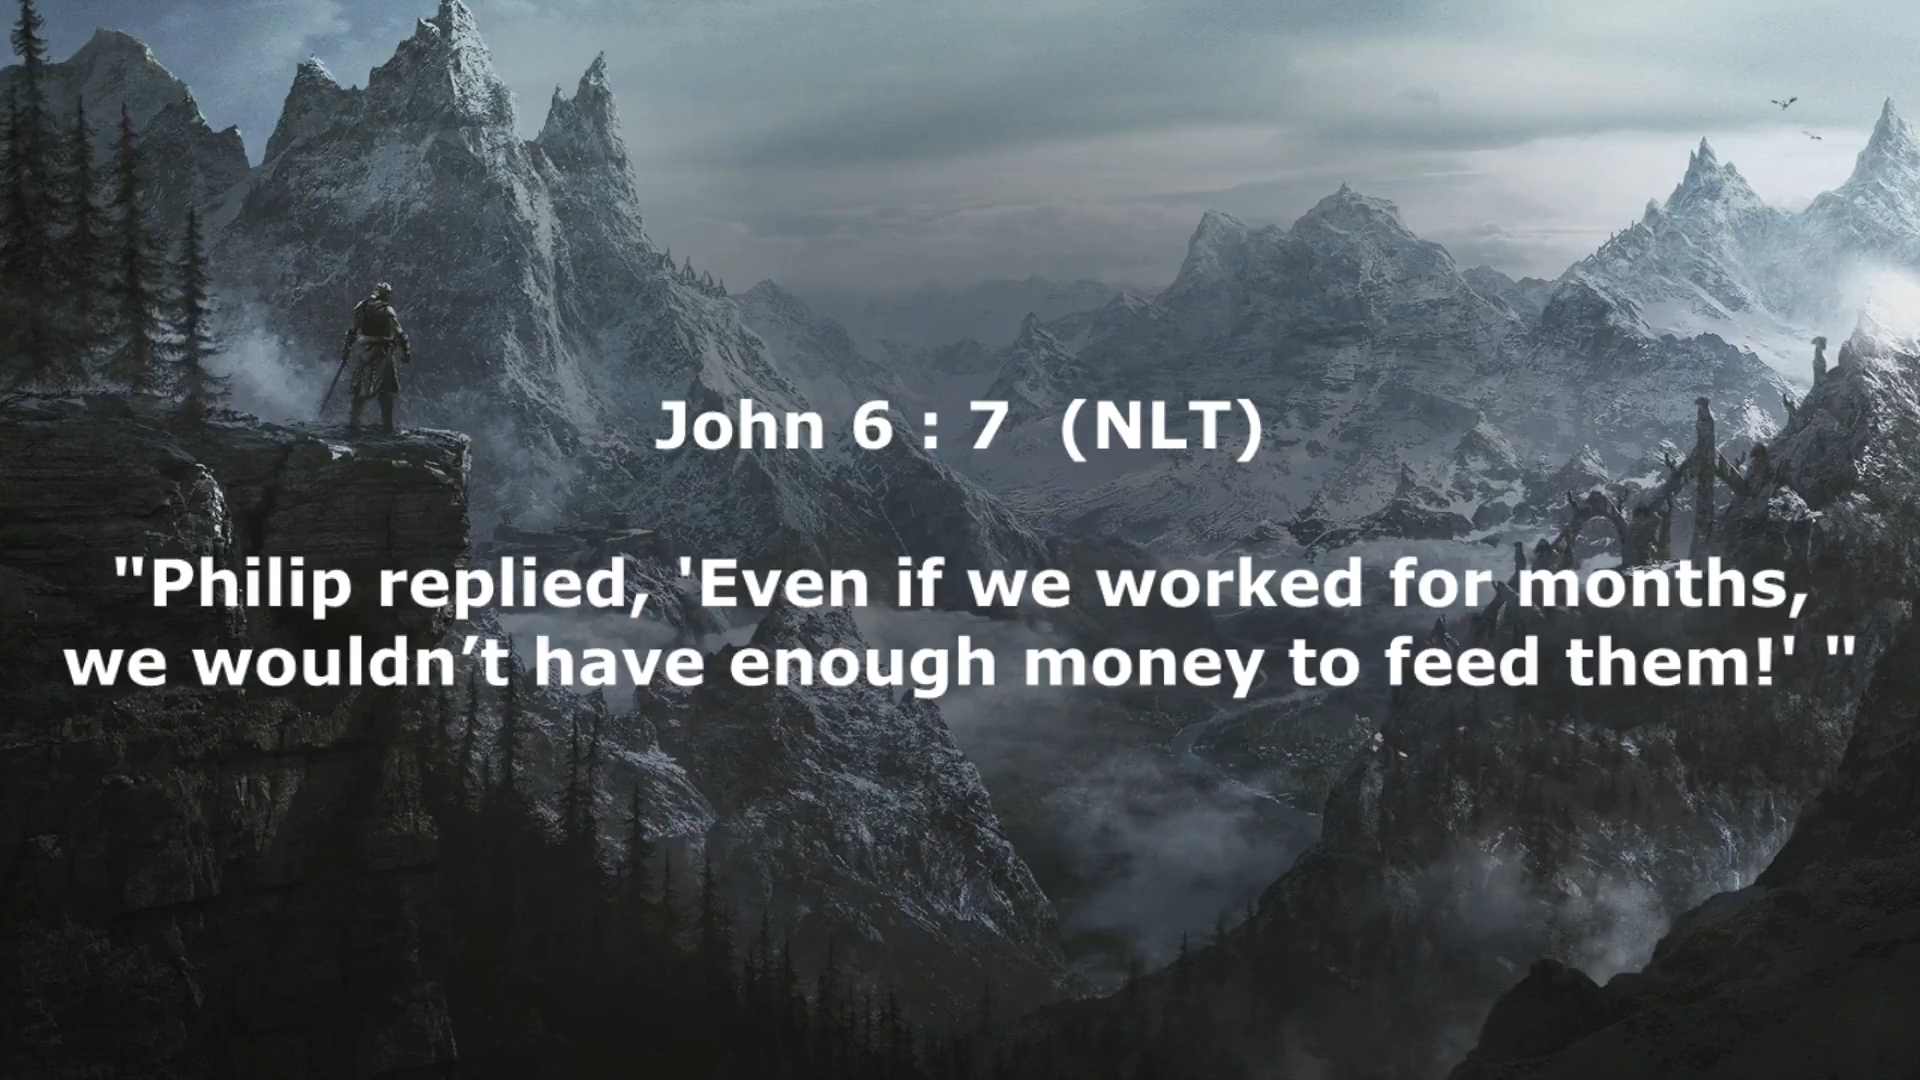 John 6 : 7  (NLT)
"Philip replied, 'Even if we worked for months,
we wouldn’t have enough money to feed them!' "